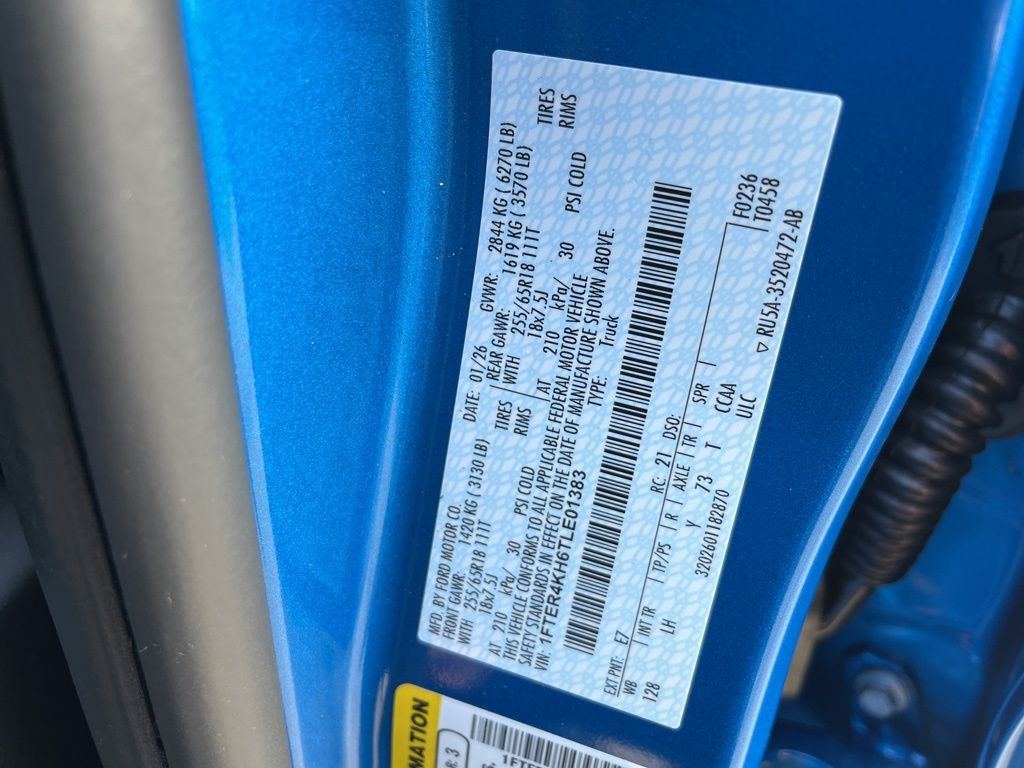 MFD. BY FORD MOTOR CO. DATE: 01/26 GVWR: 2844 KG ( 6270 LB)
FRONT GAWR: 1420 KG ( 3130 LB) REAR GAWR: 1619 KG ( 3570 LB)
WITH 255/65R18 111T TIRES WITH 255/65R18 111T TIRES
18x7.5J RIMS 18x7.5J RIMS
AT 210 kPa/ 30 PSI COLD AT 210 kPa/ 30 PSI COLD
THIS VEHICLE CONFORMS TO ALL APPLICABLE FEDERAL MOTOR VEHICLE
SAFETY STANDARDS IN EFFECT ON THE DATE OF MANUFACTURE SHOWN ABOVE.
VIN: 1FTER4KH6TLE01383 TYPE: Truck
EXT PNT: E7 RC: 21 DSO: F0236
WB INT TR TP/PS R AXLE TR SPR T0458
128 LH Y 73 T CCAA
ULC
3202601182870 ▽ RU5A-3520472-AB
MATION
R: 3